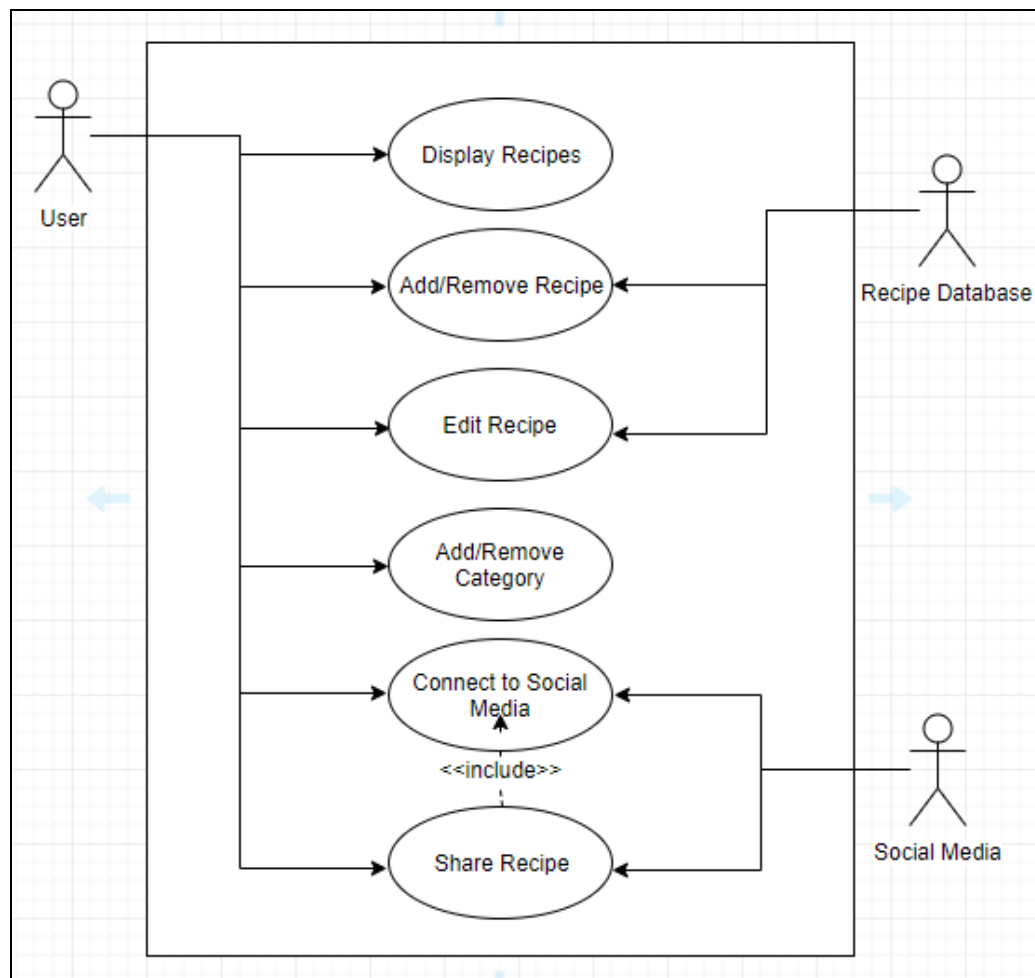 Display Recipes
User
Add/Remove Recipe
Recipe Database
Edit Recipe
Add/Remove
Category
Connect to Social
Media
<<include>>
Share Recipe
Social Media